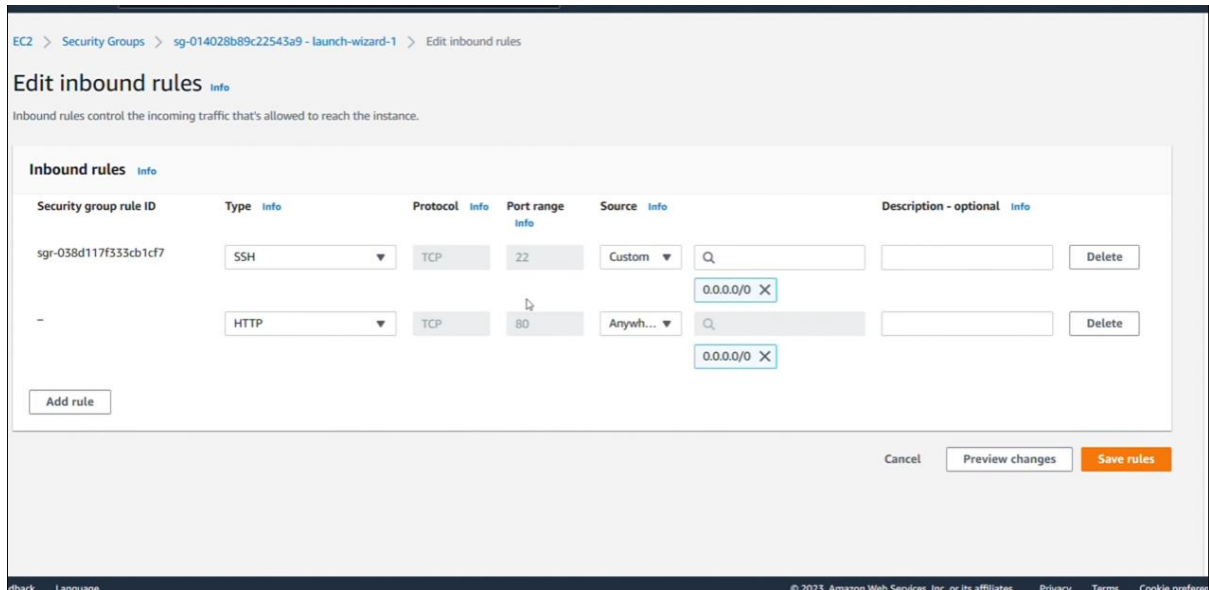 EC2 > Security Groups > sg-014028b89c22543a9 - launch-wizard-1 > Edit inbound rules
Edit inbound rules Info
Inbound rules control the incoming traffic that's allowed to reach the instance.
Inbound rules Info
Security group rule ID Type Info Protocol Info Port range Info Source Info Description - optional Info
sgr-038d117f333cb1cf7 SSH TCP 22 Custom Delete
0.0.0.0/0
– HTTP TCP 80 Anywh... Delete
0.0.0.0/0
Add rule
Cancel Preview changes Save rules
dback Language © 2023, Amazon Web Services, Inc. or its affiliates. Privacy Terms Cookie preferen